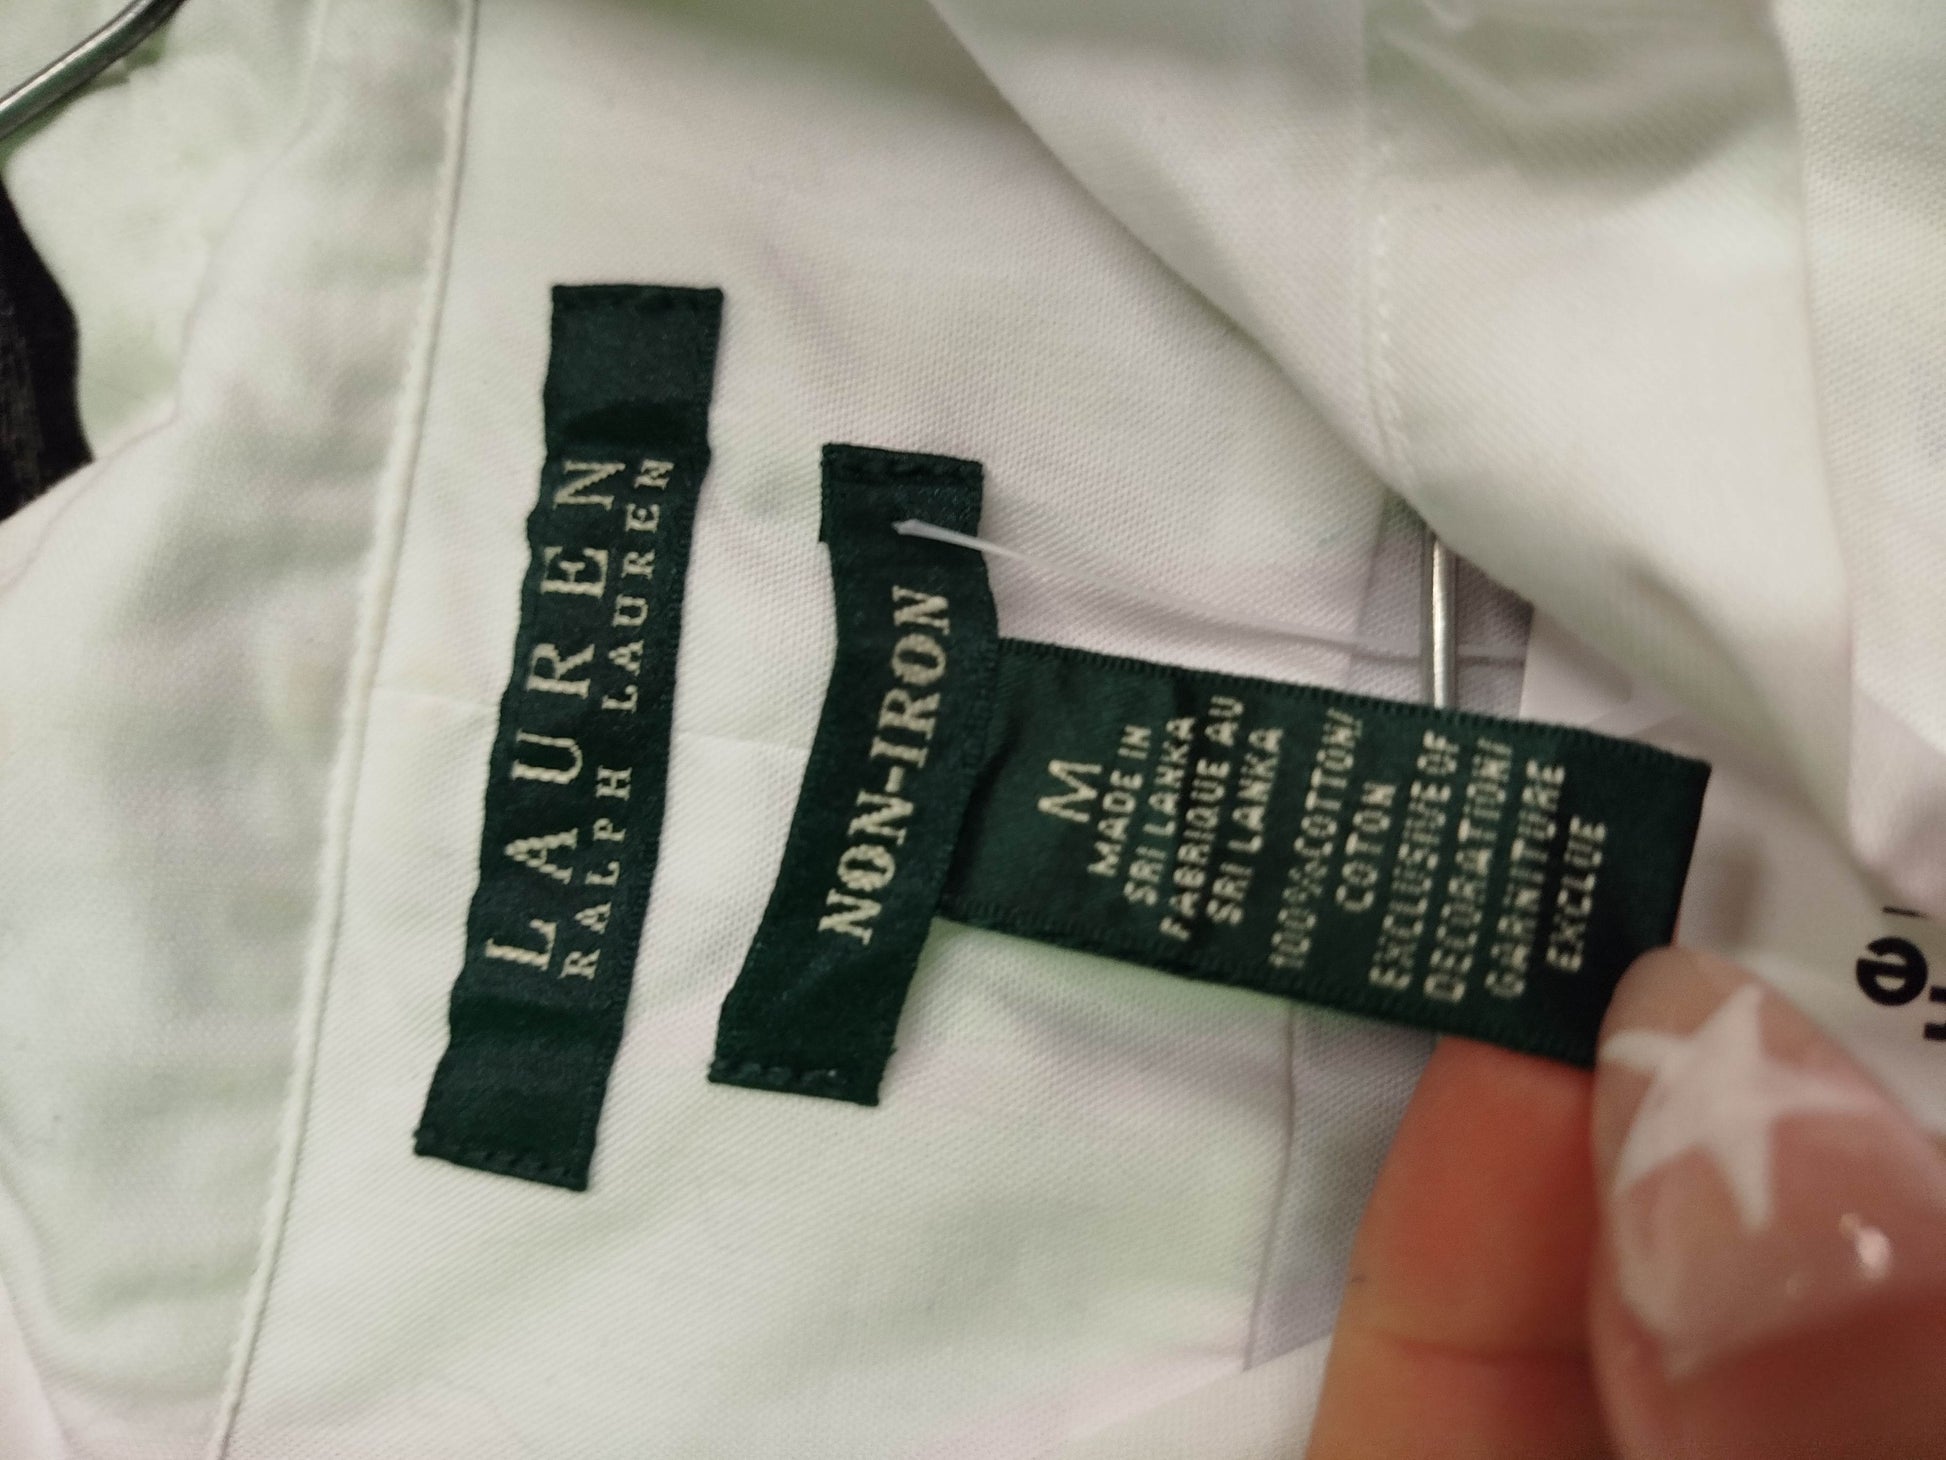 LAUREN
RALPH LAUREN
NON-IRON
M
MADE IN
SRI LANKA
FABRIQUE AU
SRI LANKA
100% COTTON/
COTON
EXCLUSIVE OF
DECORATION/
GARNITURE
EXCLUE